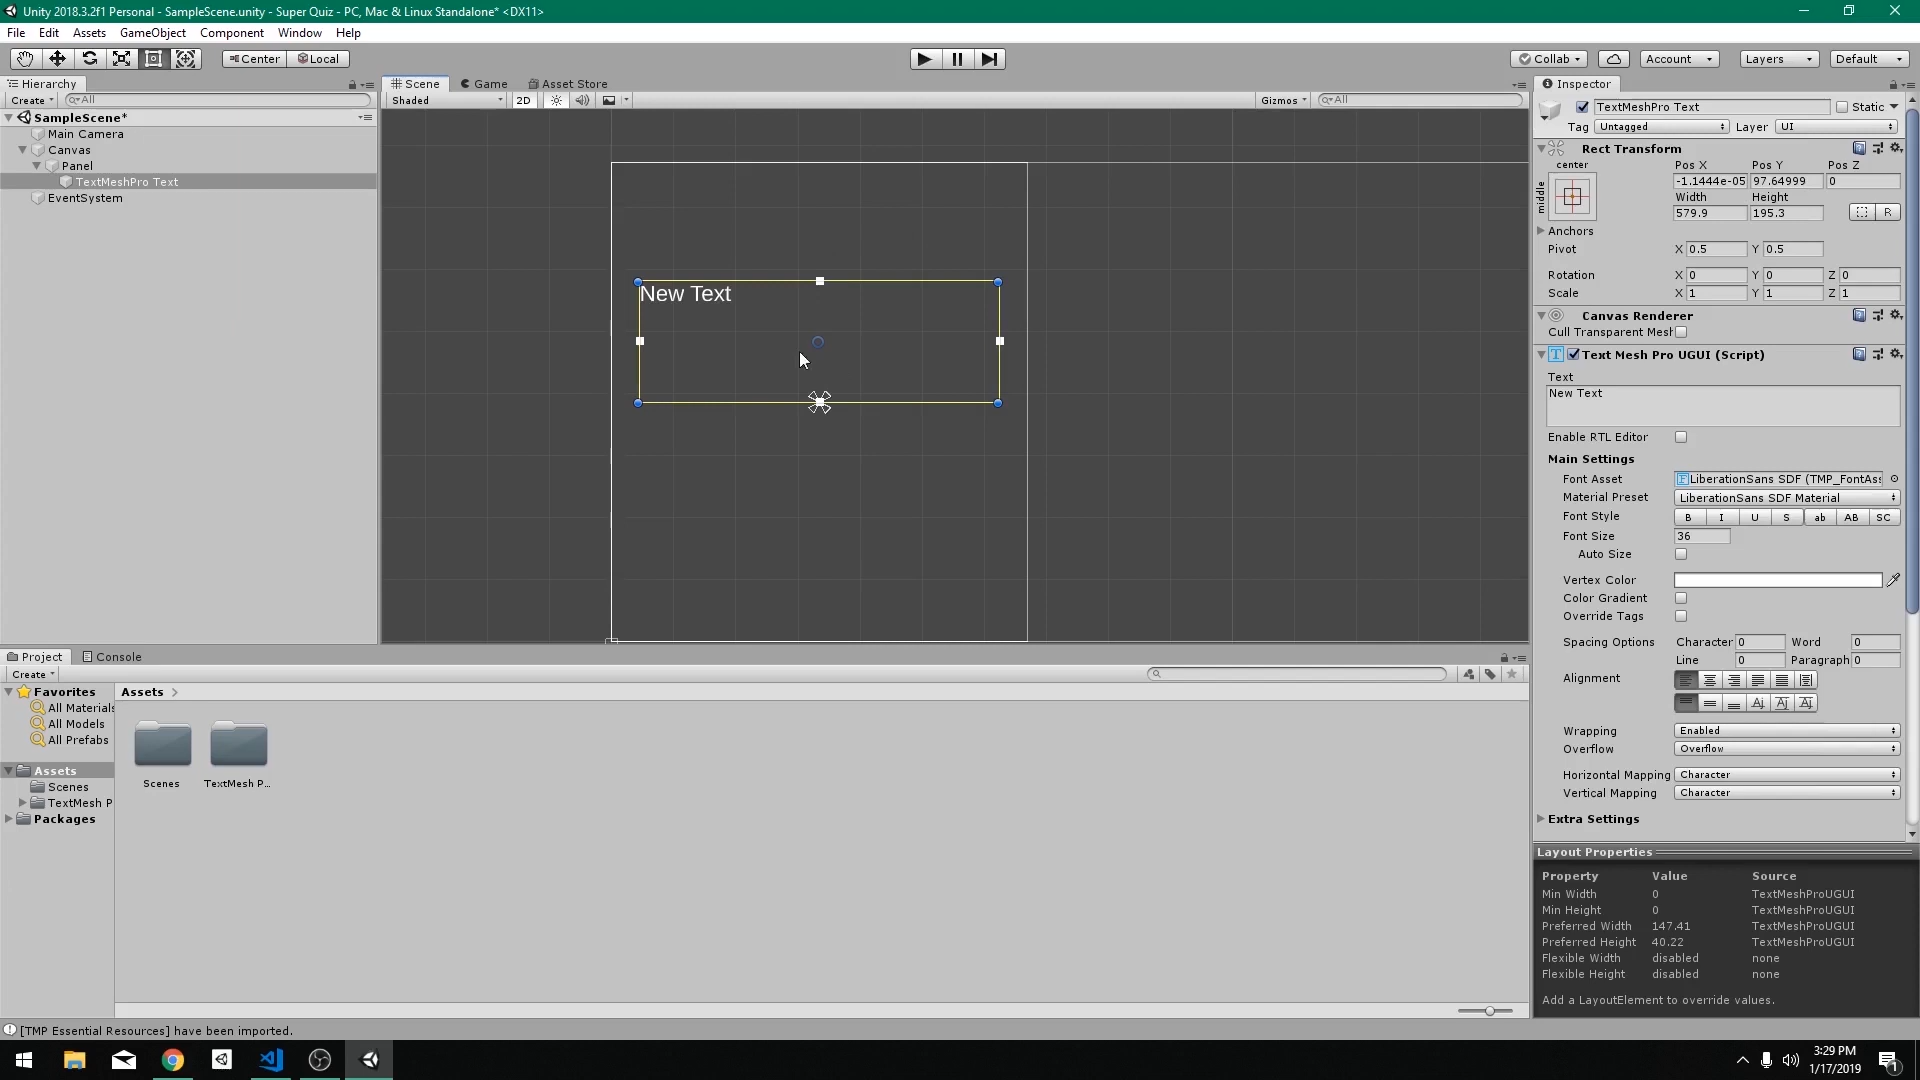 Unity 2018.3.2f1 Personal - SampleScene.unity - Super Quiz - PC, Mac & Linux Standalone* <DX11>
File Edit Assets GameObject Component Window Help
Center Local
Collab Account Layers Default
Hierarchy
Create All
SampleScene*
Main Camera
Canvas
Panel
TextMeshPro Text
EventSystem
Scene Game Asset Store
Shaded 2D Gizmos All
New Text
Inspector
TextMeshPro Text Static
Tag Untagged Layer UI
Rect Transform
center
middle
Pos X Pos Y Pos Z
-1.1444e-05 97.64999 0
Width Height
579.9 195.3 R
Anchors
Pivot X 0.5 Y 0.5
Rotation X 0 Y 0 Z 0
Scale X 1 Y 1 Z 1
Canvas Renderer
Cull Transparent Mesh
Text Mesh Pro UGUI (Script)
Text
New Text
Enable RTL Editor
Main Settings
Font Asset LiberationSans SDF (TMP_FontAs
Material Preset LiberationSans SDF Material
Font Style B I U S ab AB SC
Font Size 36
Auto Size
Vertex Color
Color Gradient
Override Tags
Spacing Options Character 0 Word 0
Line 0 Paragraph 0
Alignment
Wrapping Enabled
Overflow Overflow
Horizontal Mapping Character
Vertical Mapping Character
Extra Settings
Layout Properties
Property Value Source
Min Width 0 TextMeshProUGUI
Min Height 0 TextMeshProUGUI
Preferred Width 147.41 TextMeshProUGUI
Preferred Height 40.22 TextMeshProUGUI
Flexible Width disabled none
Flexible Height disabled none
Add a LayoutElement to override values.
Project Console
Create
Favorites
All Materials
All Models
All Prefabs
Assets
Scenes
TextMesh P
Packages
Assets
Scenes TextMesh P...
[TMP Essential Resources] have been imported.
3:29 PM
1/17/2019
1